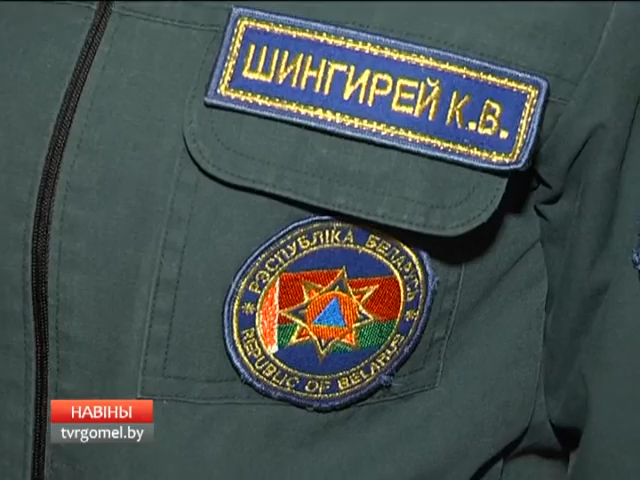 ШИНГИРЕЙ К.В.
РЭСПУБЛІКА БЕЛАРУСЬ
REPUBLIC OF BELARUS
НАВІНЫ
tvrgomel.by